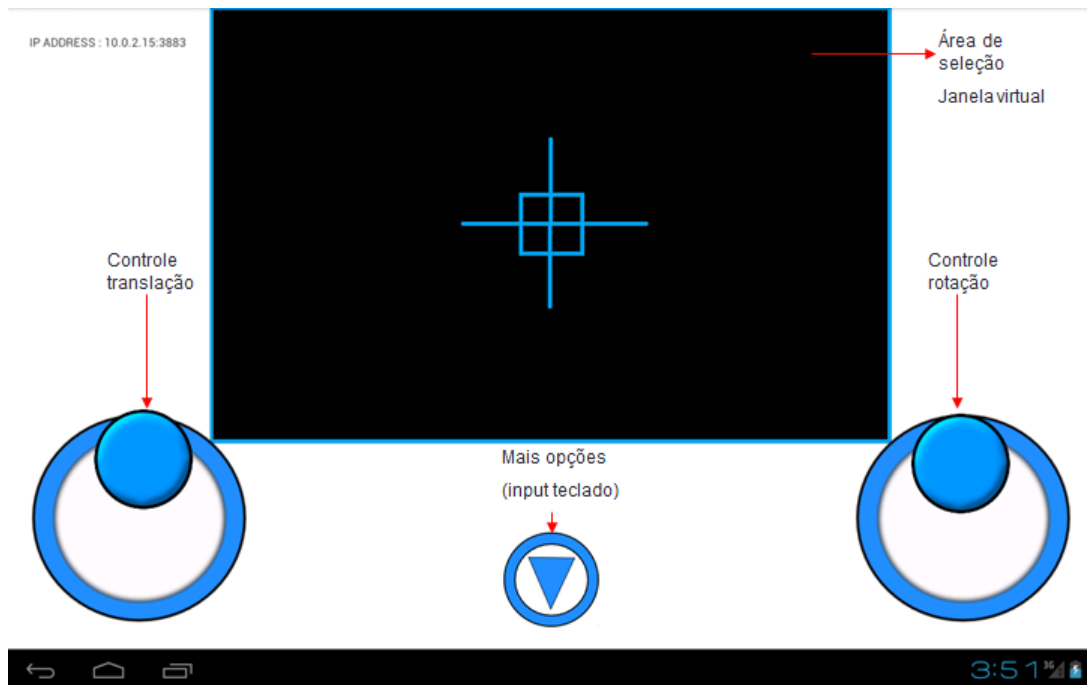 IP ADDRESS : 10.0.2.15:3883
Área de
seleção
Janela virtual
Controle
translação
Controle
rotação
Mais opções
(input teclado)
3:51
3G